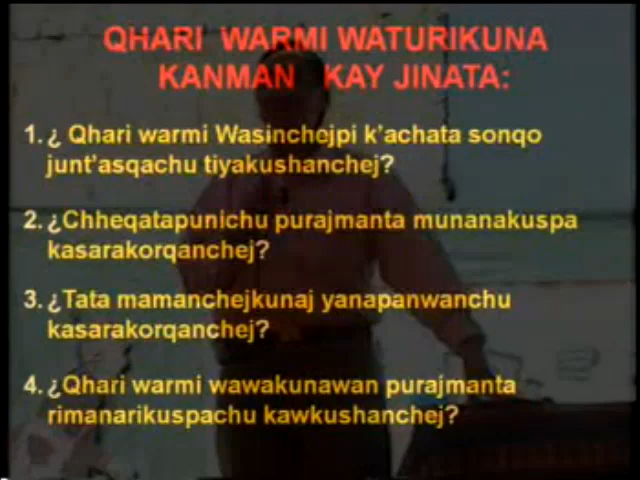 QHARI WARMI WATURIKUNA
KANMAN KAY JINATA:
1. ¿ Qhari warmi Wasinchejpi k'achata sonqo
junt'asqachu tiyakushanchej?
2. ¿Chheqatapunichu purajmanta munanakuspa
kasarakorqanchej?
3. ¿Tata mamanchejkunaj yanapanwanchu
kasarakorqanchej?
4. ¿Qhari warmi wawakunawan purajmanta
rimanarikuspachu kawkushanchej?